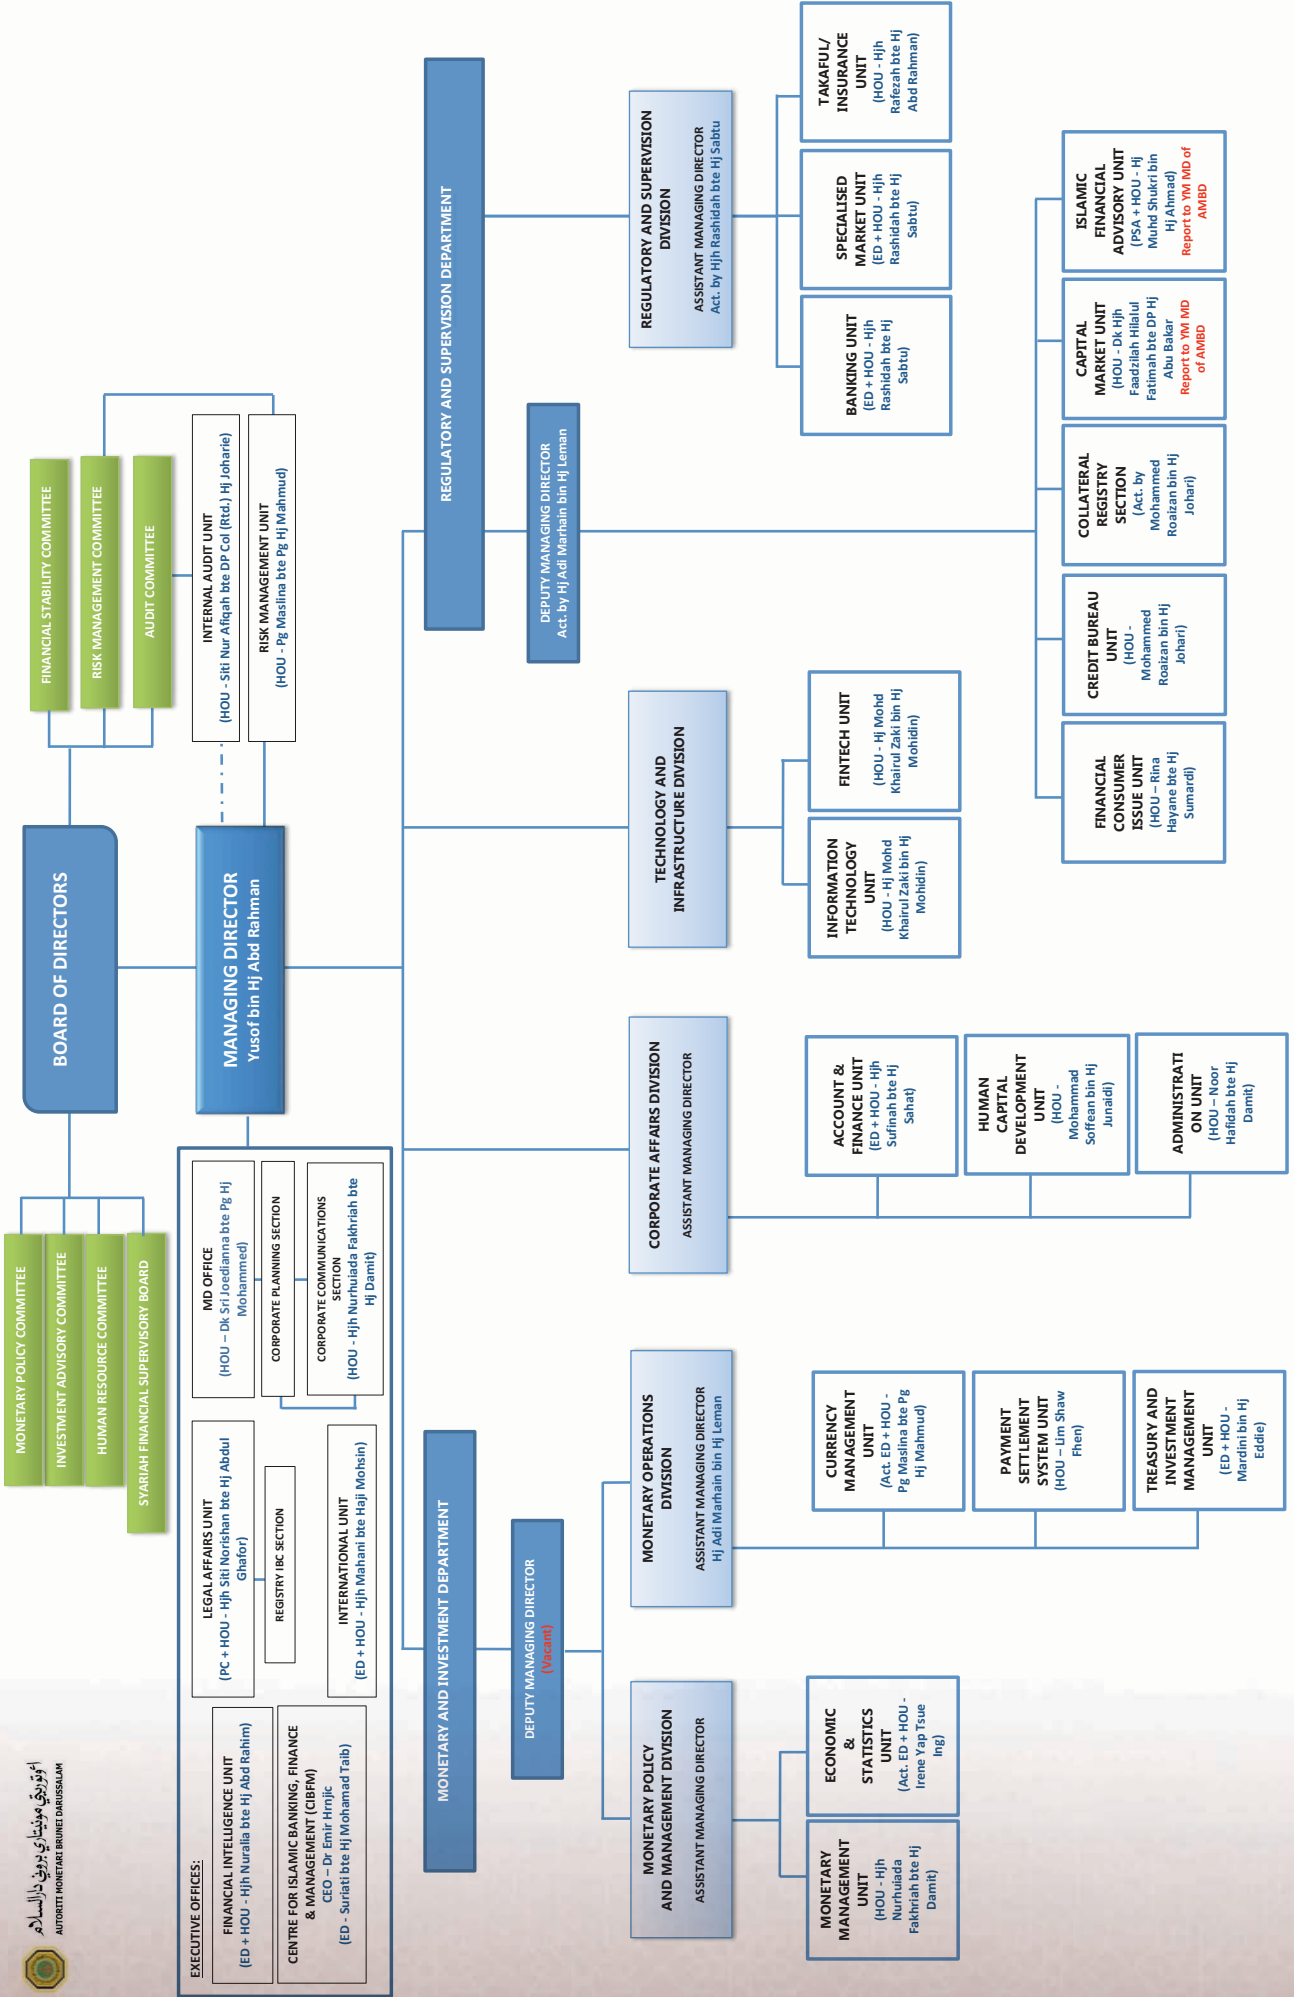 اوتوريتي مونيتاري بروني دارالسلام
AUTORITI MONETARI BRUNEI DARUSSALAM
BOARD OF DIRECTORS
MONETARY POLICY COMMITTEE
INVESTMENT ADVISORY COMMITTEE
HUMAN RESOURCE COMMITTEE
SYARIAH FINANCIAL SUPERVISORY BOARD
FINANCIAL STABILITY COMMITTEE
RISK MANAGEMENT COMMITTEE
AUDIT COMMITTEE
MANAGING DIRECTOR
Yusof bin Hj Abd Rahman
INTERNAL AUDIT UNIT
(HOU - Siti Nur Afiqah bte DP Col (Rtd.) Hj Joharie)
RISK MANAGEMENT UNIT
(HOU - Pg Maslina bte Pg Hj Mahmud)
EXECUTIVE OFFICES:
FINANCIAL INTELLIGENCE UNIT
(ED + HOU - Hjh Nuralia bte Hj Abd Rahim)
CENTRE FOR ISLAMIC BANKING, FINANCE
& MANAGEMENT (CIBFM)
CEO – Dr Emir Hrnjic
(ED - Suriati bte Hj Mohamad Taib)
LEGAL AFFAIRS UNIT
(PC + HOU - Hjh Siti Norishan bte Hj Abdul
Ghafor)
REGISTRY IBC SECTION
INTERNATIONAL UNIT
(ED + HOU - Hjh Mahani bte Haji Mohsin)
MD OFFICE
(HOU – Dk Sri Joedianna bte Pg Hj
Mohammed)
CORPORATE PLANNING SECTION
CORPORATE COMMUNICATIONS
SECTION
(HOU - Hjh Nurhuiada Fakhriah bte
Hj Damit)
MONETARY AND INVESTMENT DEPARTMENT
DEPUTY MANAGING DIRECTOR
(Vacant)
MONETARY POLICY
AND MANAGEMENT DIVISION
ASSISTANT MANAGING DIRECTOR
MONETARY
MANAGEMENT
UNIT
(HOU - Hjh
Nurhuiada
Fakhriah bte Hj
Damit)
ECONOMIC
&
STATISTICS
UNIT
(Act. ED + HOU -
Irene Yap Tsue
Ing)
MONETARY OPERATIONS
DIVISION
ASSISTANT MANAGING DIRECTOR
Hj Adi Marhain bin Hj Leman
CURRENCY
MANAGEMENT
UNIT
(Act. ED + HOU -
Pg Maslina bte Pg
Hj Mahmud)
PAYMENT
SETTLEMENT
SYSTEM UNIT
(HOU – Lim Shaw
Fhen)
TREASURY AND
INVESTMENT
MANAGEMENT
UNIT
(ED + HOU -
Mardini bin Hj
Eddie)
CORPORATE AFFAIRS DIVISION
ASSISTANT MANAGING DIRECTOR
ACCOUNT &
FINANCE UNIT
(ED + HOU - Hjh
Sufinah bte Hj
Sahat)
HUMAN
CAPITAL
DEVELOPMENT
UNIT
(HOU -
Mohammad
Soffean bin Hj
Junaidi)
ADMINISTRATI
ON UNIT
(HOU – Noor
Hafidah bte Hj
Damit)
TECHNOLOGY AND
INFRASTRUCTURE DIVISION
INFORMATION
TECHNOLOGY
UNIT
(HOU - Hj Mohd
Khairul Zaki bin Hj
Mohidin)
FINTECH UNIT
(HOU - Hj Mohd
Khairul Zaki bin Hj
Mohidin)
REGULATORY AND SUPERVISION DEPARTMENT
DEPUTY MANAGING DIRECTOR
Act. by Hj Adi Marhain bin Hj Leman
REGULATORY AND SUPERVISION
DIVISION
ASSISTANT MANAGING DIRECTOR
Act. by Hjh Rashidah bte Hj Sabtu
BANKING UNIT
(ED + HOU - Hjh
Rashidah bte Hj
Sabtu)
SPECIALISED
MARKET UNIT
(ED + HOU - Hjh
Rashidah bte Hj
Sabtu)
TAKAFUL/
INSURANCE
UNIT
(HOU - Hjh
Rafezah bte Hj
Abd Rahman)
FINANCIAL
CONSUMER
ISSUE UNIT
(HOU – Rina
Hayane bte Hj
Sumardi)
CREDIT BUREAU
UNIT
(HOU -
Mohammed
Roaizan bin Hj
Johari)
COLLATERAL
REGISTRY
SECTION
(Act. by
Mohammed
Roaizan bin Hj
Johari)
CAPITAL
MARKET UNIT
(HOU - Dk Hjh
Faadzilah Hilalul
Fatimah bte DP Hj
Abu Bakar
Report to YM MD
of AMBD
ISLAMIC
FINANCIAL
ADVISORY UNIT
(PSA + HOU - Hj
Muhd Shukri bin
Hj Ahmad)
Report to YM MD of
AMBD